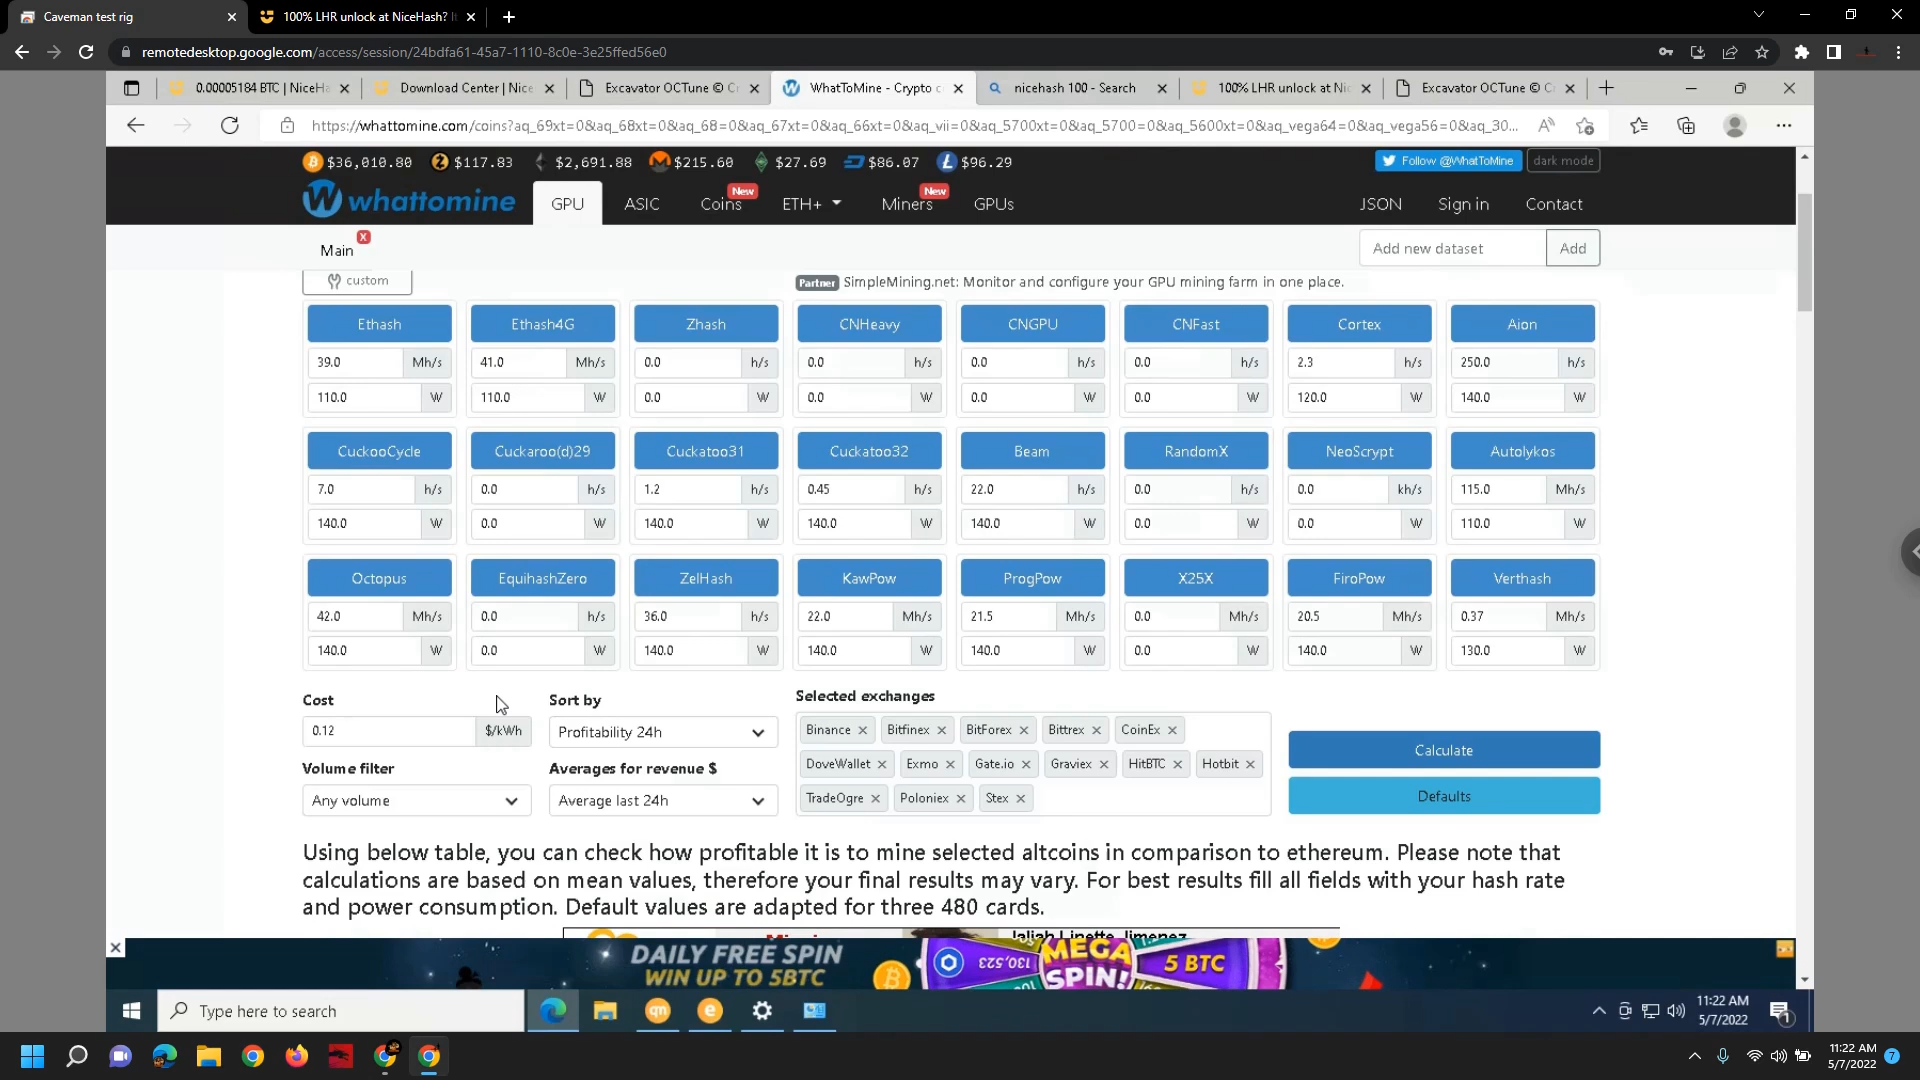 Caveman test rig
100% LHR unlock at NiceHash? It
remotedesktop.google.com/access/session/24bdfa61-45a7-1110-8c0e-3e25ffed56e0
0.00005184 BTC | NiceHa
Download Center | Nice
Excavator OCTune © C
WhatToMine - Crypto c
nicehash 100 - Search
100% LHR unlock at Nic
Excavator OCTune © C
https://whattomine.com/coins?aq_69xt=0&aq_68xt=0&aq_68=0&aq_67xt=0&aq_66xt=0&aq_vii=0&aq_5700xt=0&aq_5700=0&aq_5600xt=0&aq_vega64=0&aq_vega56=0&aq_30...
$36,010.80 $117.83 $2,691.88 $215.60 $27.69 $86.07 $96.29
Follow @WhatToMine
dark mode
whattomine
GPU ASIC Coins New ETH+ Miners New GPUs
JSON Sign in Contact
Main X
Add new dataset Add
custom
Partner SimpleMining.net: Monitor and configure your GPU mining farm in one place.
Ethash Ethash4G Zhash CNHeavy CNGPU CNFast Cortex Aion
39.0 Mh/s 41.0 Mh/s 0.0 h/s 0.0 h/s 0.0 h/s 0.0 h/s 2.3 h/s 250.0 h/s
110.0 W 110.0 W 0.0 W 0.0 W 0.0 W 0.0 W 120.0 W 140.0 W
CuckooCycle Cuckaroo(d)29 Cuckatoo31 Cuckatoo32 Beam RandomX NeoScrypt Autolykos
7.0 h/s 0.0 h/s 1.2 h/s 0.45 h/s 22.0 h/s 0.0 h/s 0.0 kh/s 115.0 Mh/s
140.0 W 0.0 W 140.0 W 140.0 W 140.0 W 0.0 W 0.0 W 110.0 W
Octopus EquihashZero ZelHash KawPow ProgPow X25X FiroPow Verthash
42.0 Mh/s 0.0 h/s 36.0 h/s 22.0 Mh/s 21.5 Mh/s 0.0 Mh/s 20.5 Mh/s 0.37 Mh/s
140.0 W 0.0 W 140.0 W 140.0 W 140.0 W 0.0 W 140.0 W 130.0 W
Cost Sort by Selected exchanges
0.12 $/kWh Profitability 24h
Binance × Bitfinex × BitForex × Bittrex × CoinEx ×
DoveWallet × Exmo × Gate.io × Graviex × HitBTC × Hotbit ×
TradeOgre × Poloniex × Stex ×
Calculate
Defaults
Volume filter Averages for revenue $
Any volume Average last 24h
Using below table, you can check how profitable it is to mine selected altcoins in comparison to ethereum. Please note that
calculations are based on mean values, therefore your final results may vary. For best results fill all fields with your hash rate
and power consumption. Default values are adapted for three 480 cards.
Jaliah Linette Jimenez
DAILY FREE SPIN
WIN UP TO 5BTC
MEGA
SPIN!
5 BTC
Type here to search
11:22 AM
5/7/2022
1
11:22 AM
5/7/2022
7